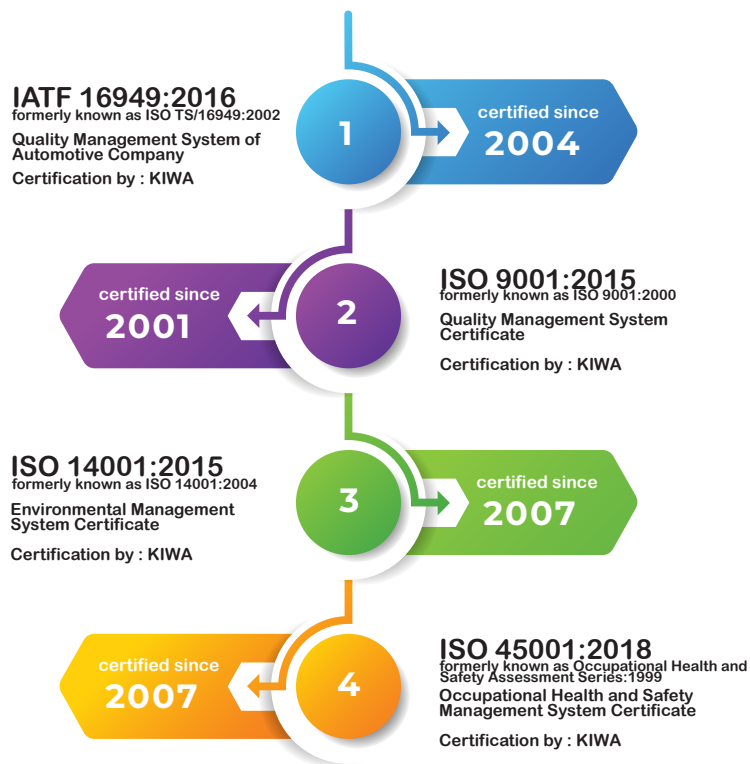 IATF 16949:2016
formerly known as ISO TS/16949:2002
Quality Management System of
Automotive Company
Certification by : KIWA
1
certified since
2004
certified since
2001
2
ISO 9001:2015
formerly known as ISO 9001:2000
Quality Management System
Certificate
Certification by : KIWA
ISO 14001:2015
formerly known as ISO 14001:2004
Environmental Management
System Certificate
Certification by : KIWA
3
certified since
2007
certified since
2007
4
ISO 45001:2018
formerly known as Occupational Health and
Safety Assessment Series:1999
Occupational Health and Safety
Management System Certificate
Certification by : KIWA